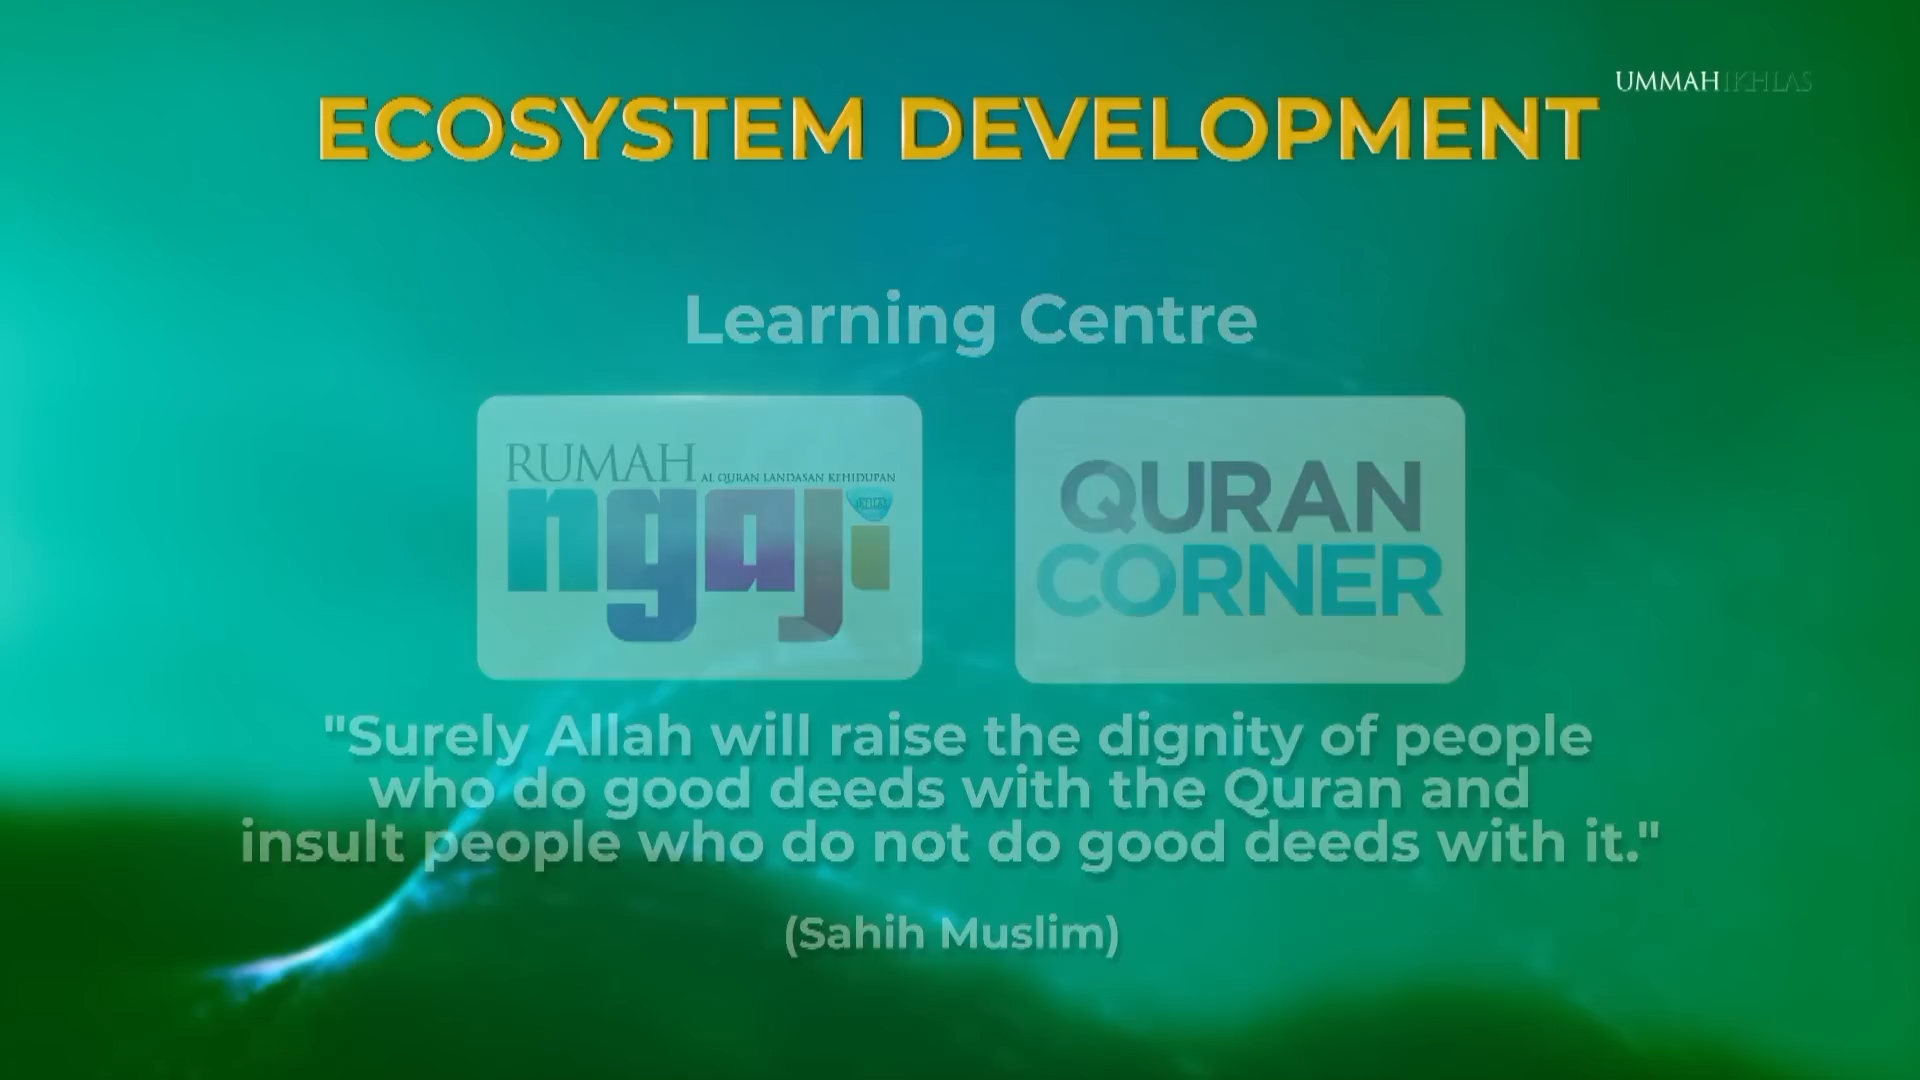 UMMAH IKHLAS
ECOSYSTEM DEVELOPMENT
Learning Centre
RUMAH
AL QURAN LANDASAN KEHIDUPAN
ngaji
QURAN
CORNER
"Surely Allah will raise the dignity of people
who do good deeds with the Quran and
insult people who do not do good deeds with it."
(Sahih Muslim)